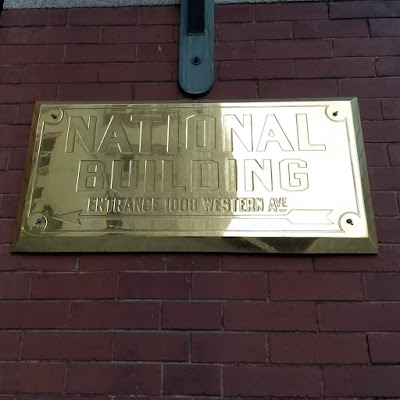 NATIONAL
BUILDING
ENTRANCE 1000 WESTERN AVE